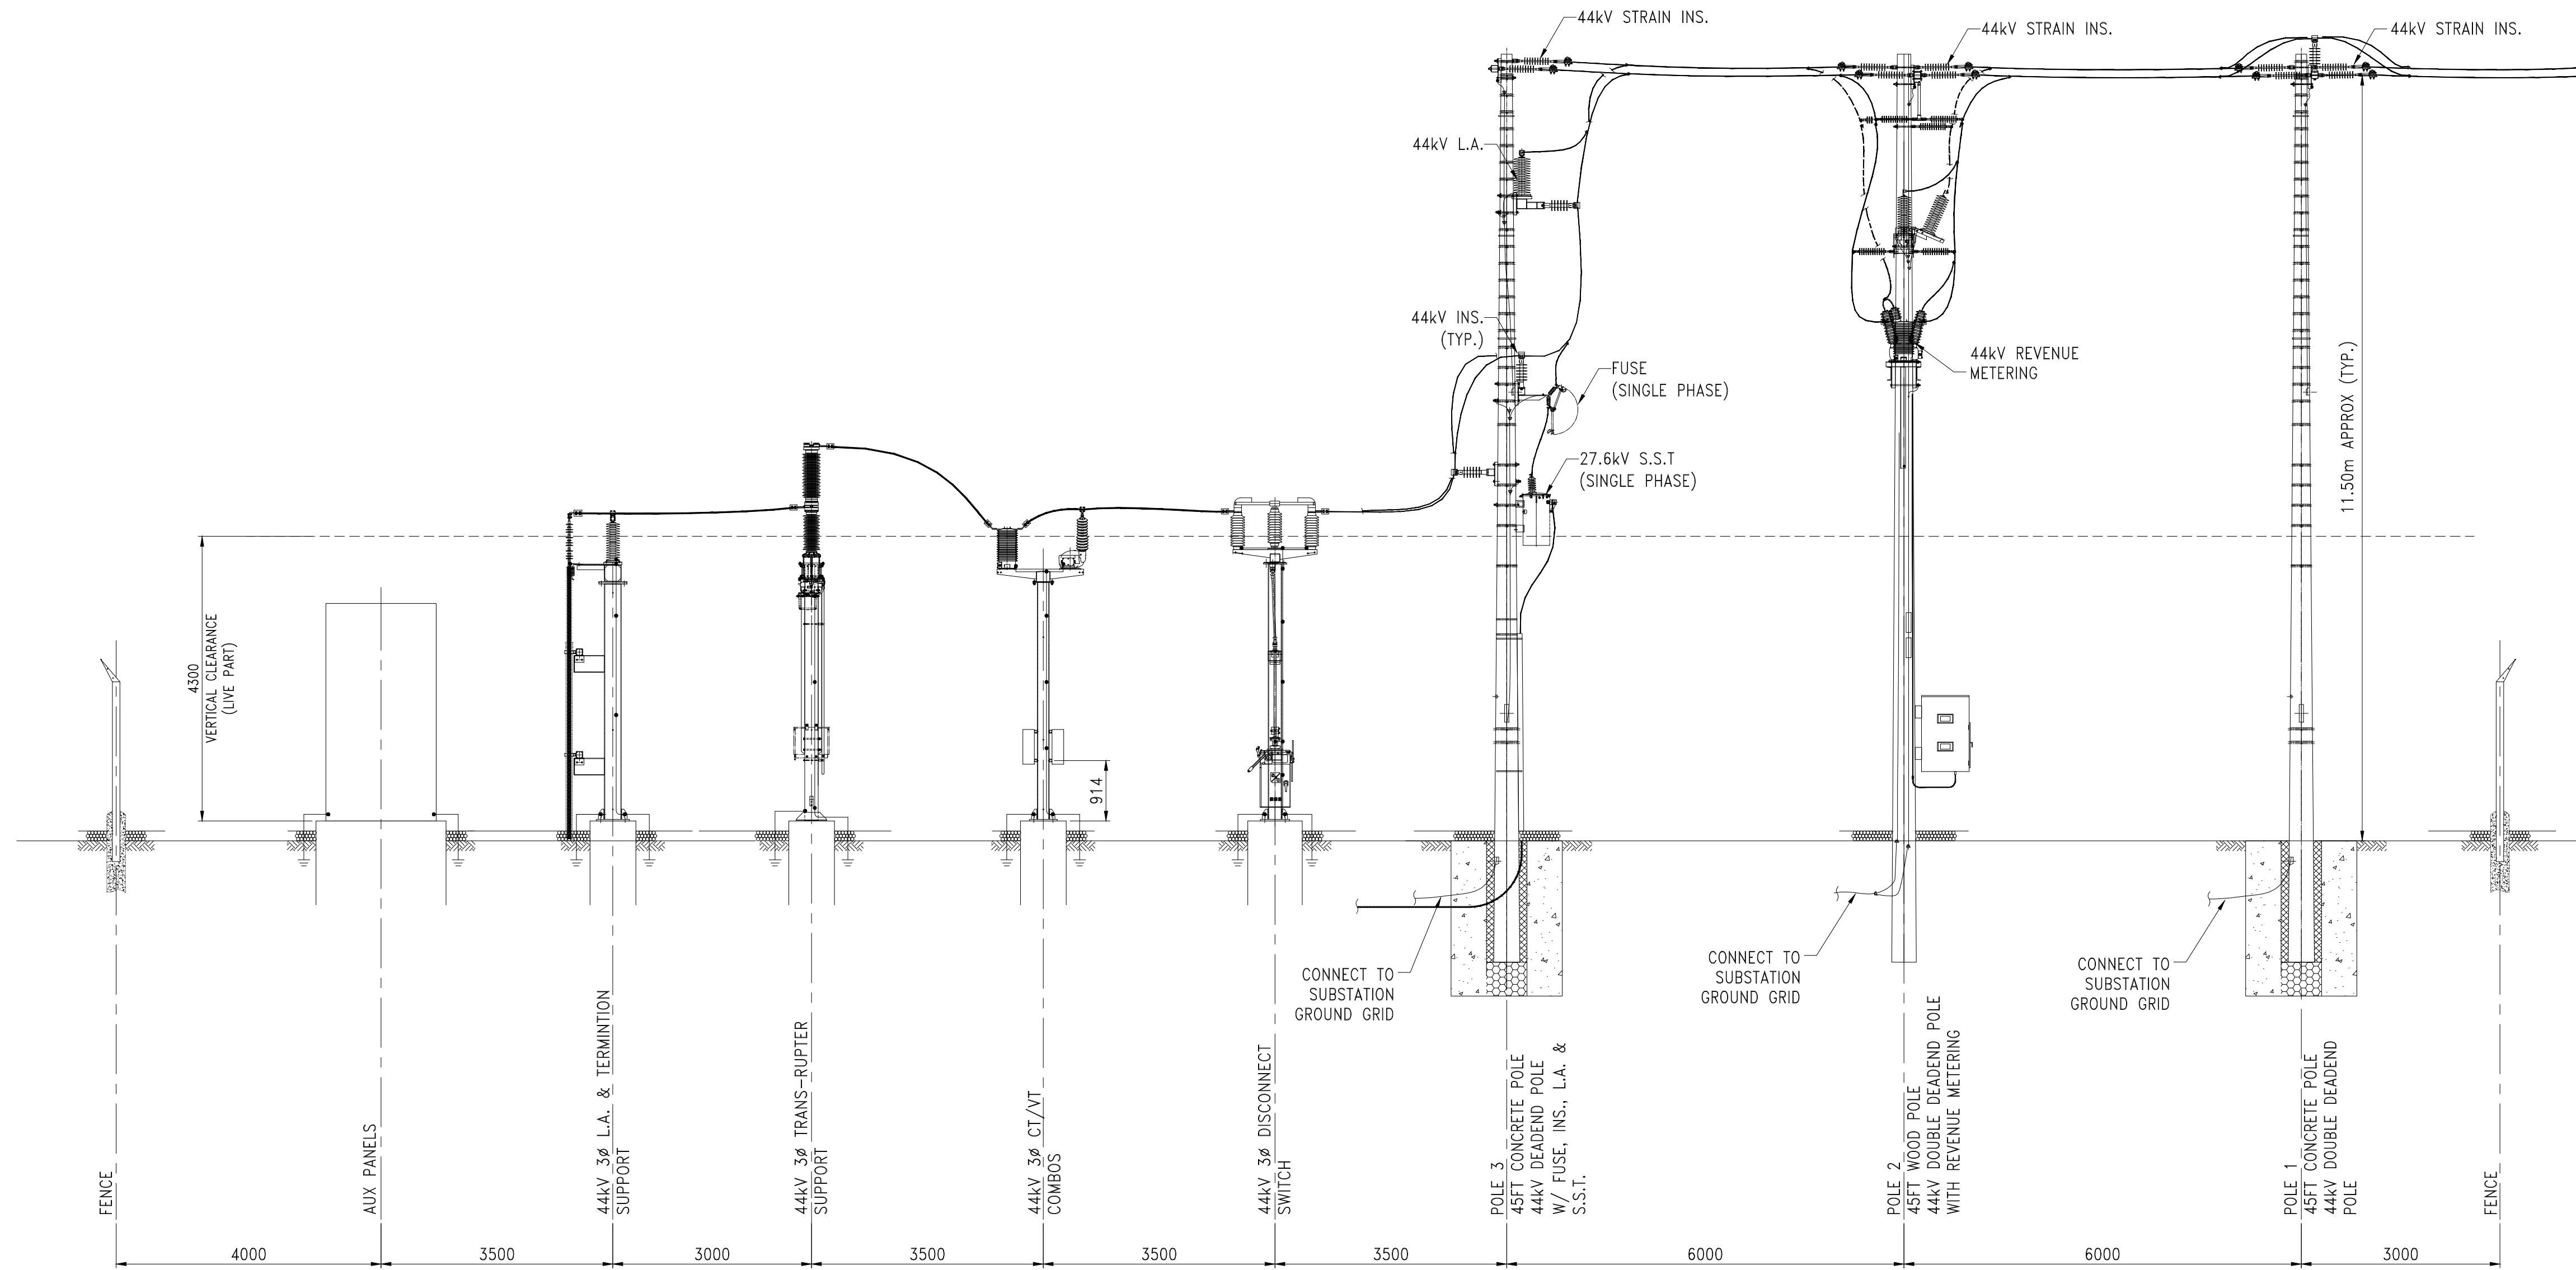 44kV STRAIN INS.
44kV STRAIN INS.
44kV STRAIN INS.
44kV L.A.
44kV INS.
(TYP.)
FUSE
(SINGLE PHASE)
44kV REVENUE
METERING
27.6kV S.S.T
(SINGLE PHASE)
11.50m APPROX (TYP.)
4300
VERTICAL CLEARANCE
(LIVE PART)
914
CONNECT TO
SUBSTATION
GROUND GRID
CONNECT TO
SUBSTATION
GROUND GRID
CONNECT TO
SUBSTATION
GROUND GRID
FENCE
AUX PANELS
44kV 3Ø L.A. & TERMINTION
SUPPORT
44kV 3Ø TRANS-RUPTER
SUPPORT
44kV 3Ø CT/VT
COMBOS
44kV 3Ø DISCONNECT
SWITCH
POLE 3
45FT CONCRETE POLE
44kV DEADEND POLE
W/ FUSE, INS., L.A. &
S.S.T.
POLE 2
45FT WOOD POLE
44kV DOUBLE DEADEND POLE
WITH REVENUE METERING
POLE 1
45FT CONCRETE POLE
44kV DOUBLE DEADEND
POLE
FENCE
4000
3500
3000
3500
3500
3500
6000
6000
3000